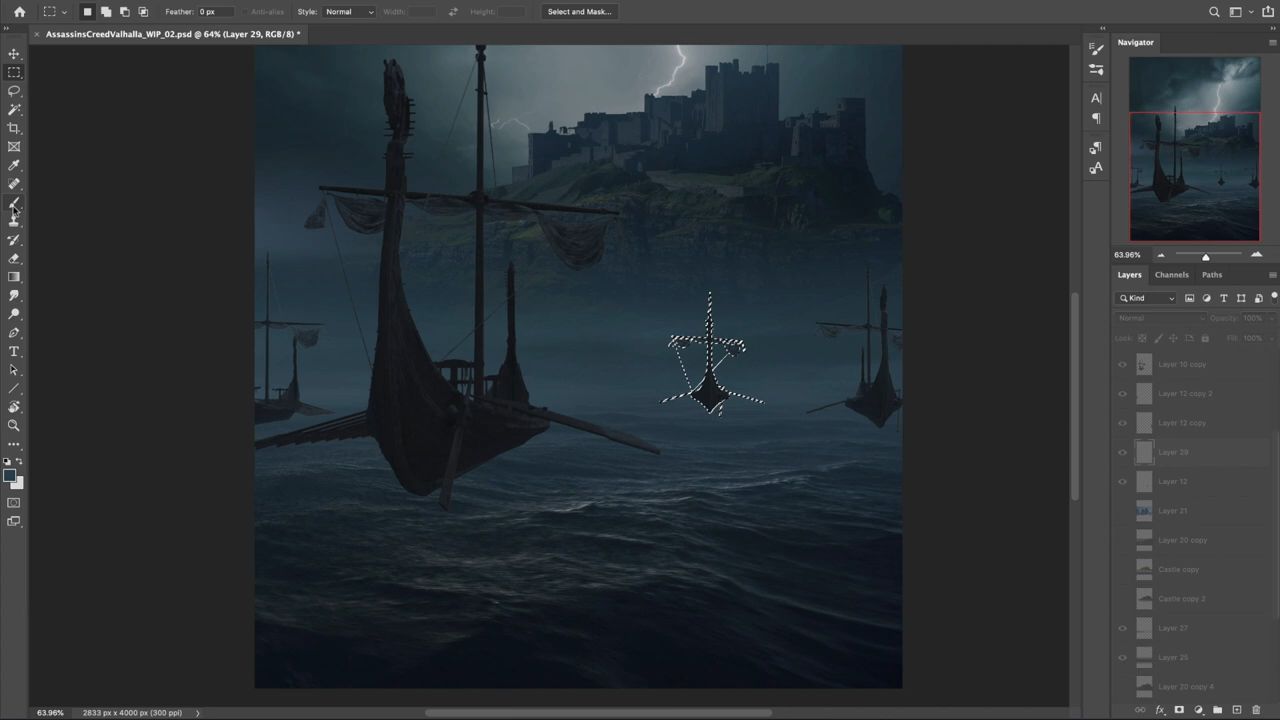 Feather: 0 px Anti-alias Style: Normal Width: Height: Select and Mask...
× AssassinsCreedValhalla_WIP_02.psd @ 64% (Layer 29, RGB/8) *
Navigator
63.96%
Layers Channels Paths
Kind
Normal Opacity: 100%
Lock: Fill: 100%
Layer 10 copy
Layer 12 copy 2
Layer 12 copy
Layer 29
Layer 12
Layer 21
Layer 20 copy
Castle copy
Castle copy 2
Layer 27
Layer 25
Layer 20 copy 4
63.96% 2833 px x 4000 px (300 ppi)